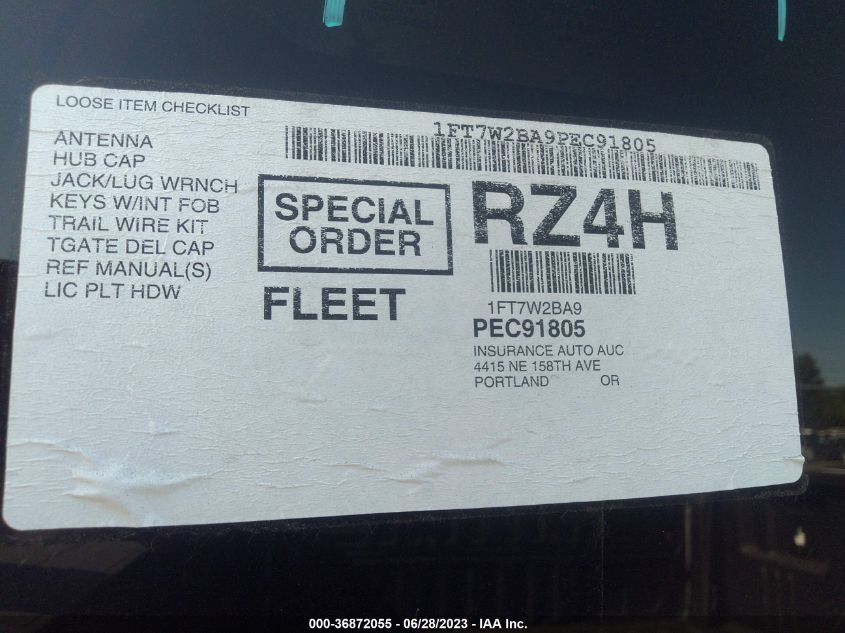 LOOSE ITEM CHECKLIST
ANTENNA
HUB CAP
JACK/LUG WRNCH
KEYS W/INT FOB
TRAIL WIRE KIT
TGATE DEL CAP
REF MANUAL(S)
LIC PLT HDW
1FT7W2BA9PEC91805
SPECIAL
ORDER
FLEET
RZ4H
1FT7W2BA9
PEC91805
INSURANCE AUTO AUC
4415 NE 158TH AVE
PORTLAND OR
000-36872055 - 06/28/2023 - IAA Inc.